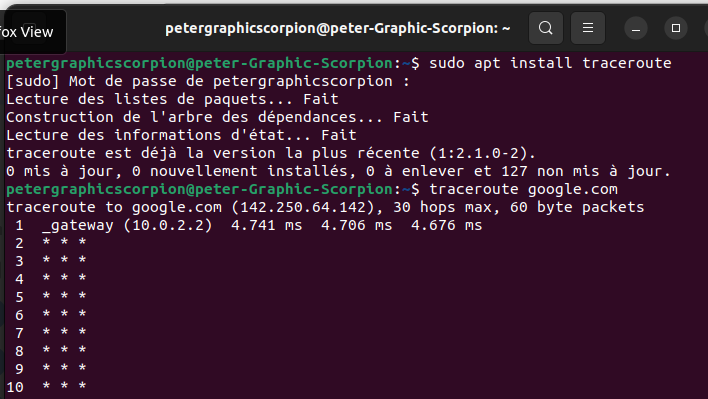 fox View
petergraphicscorpion@peter-Graphic-Scorpion: ~
petergraphicscorpion@peter-Graphic-Scorpion:~$ sudo apt install traceroute
[sudo] Mot de passe de petergraphicscorpion :
Lecture des listes de paquets... Fait
Construction de l'arbre des dépendances... Fait
Lecture des informations d'état... Fait
traceroute est déjà la version la plus récente (1:2.1.0-2).
0 mis à jour, 0 nouvellement installés, 0 à enlever et 127 non mis à jour.
petergraphicscorpion@peter-Graphic-Scorpion:~$ traceroute google.com
traceroute to google.com (142.250.64.142), 30 hops max, 60 byte packets
 1  _gateway (10.0.2.2)  4.741 ms  4.706 ms  4.676 ms
 2  * * *
 3  * * *
 4  * * *
 5  * * *
 6  * * *
 7  * * *
 8  * * *
 9  * * *
10  * * *